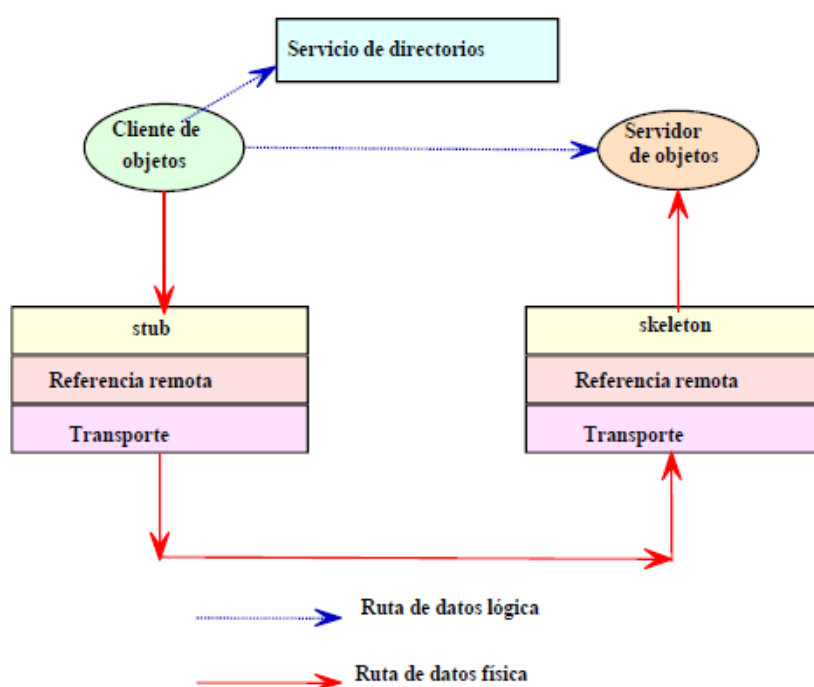 Servicio de directorios
Cliente de
objetos
Servidor
de objetos
stub
Referencia remota
Transporte
skeleton
Referencia remota
Transporte
Ruta de datos lógica
Ruta de datos física